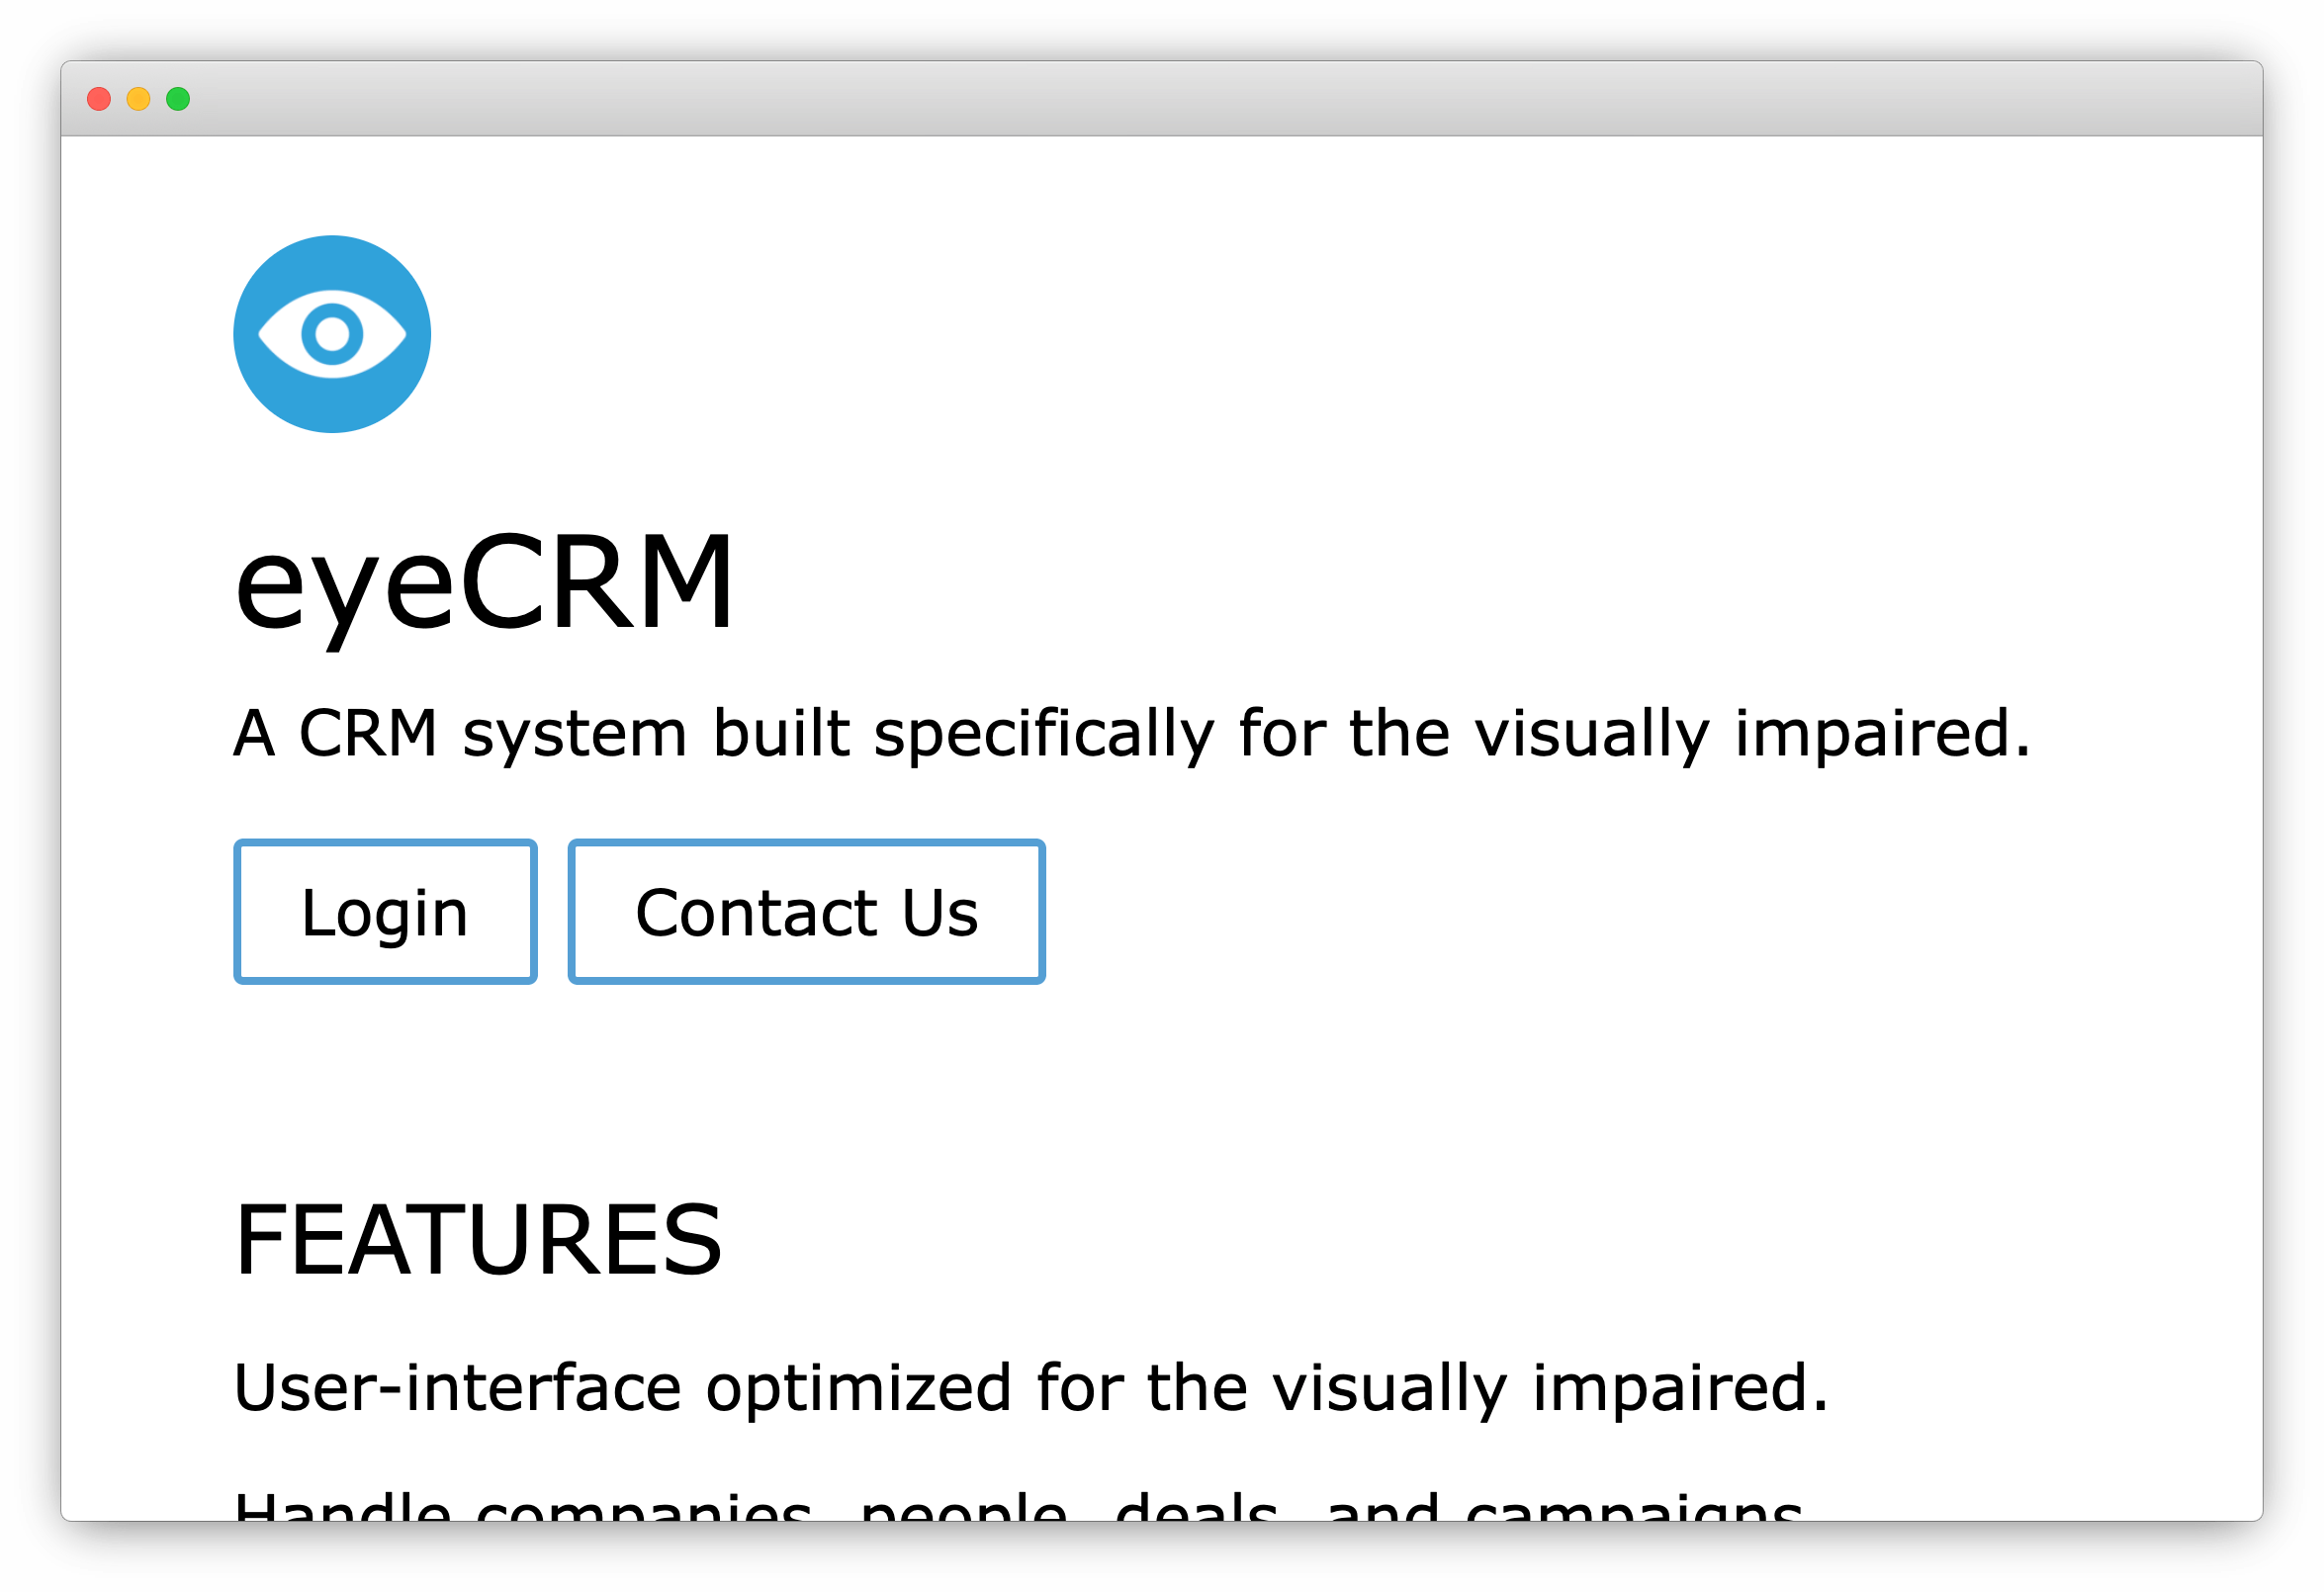 eyeCRM
A CRM system built specifically for the visually impaired.
Login
Contact Us
FEATURES
User-interface optimized for the visually impaired.
Handle companies, people, deals, and campaigns